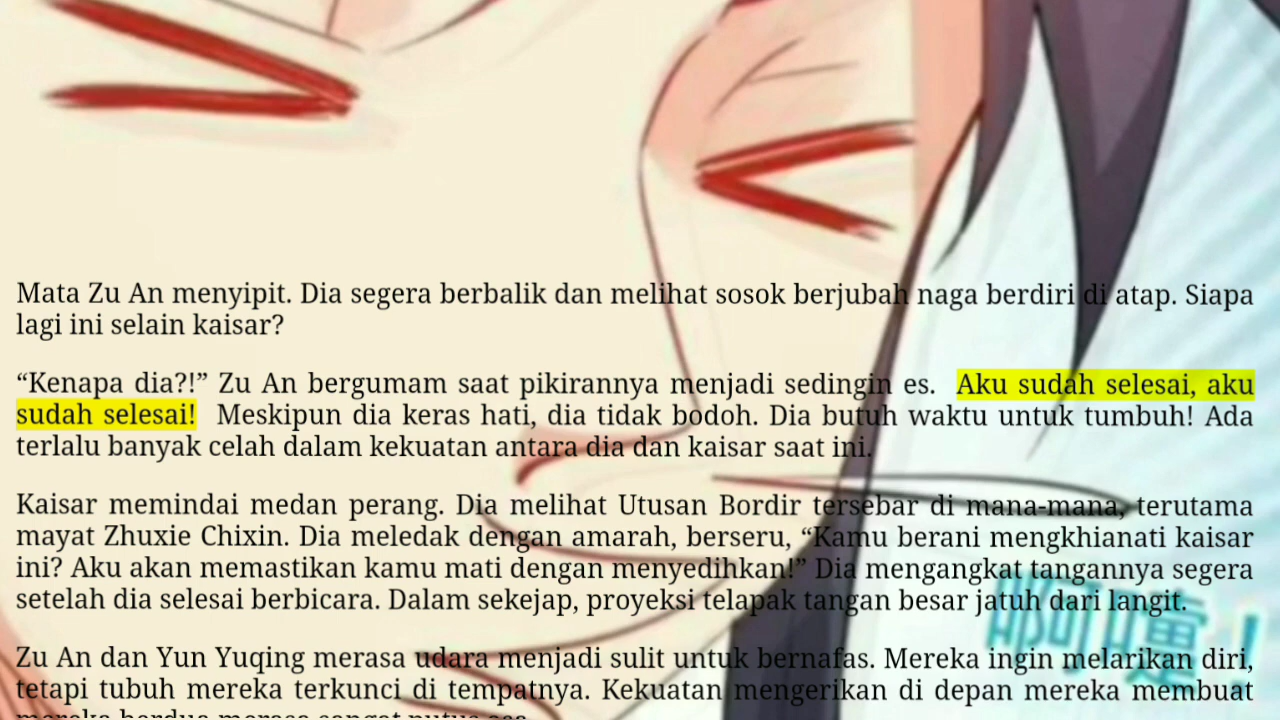 Mata Zu An menyipit. Dia segera berbalik dan melihat sosok berjubah naga berdiri di atap. Siapa
lagi ini selain kaisar?
“Kenapa dia?!” Zu An bergumam saat pikirannya menjadi sedingin es. Aku sudah selesai, aku
sudah selesai! Meskipun dia keras hati, dia tidak bodoh. Dia butuh waktu untuk tumbuh! Ada
terlalu banyak celah dalam kekuatan antara dia dan kaisar saat ini.
Kaisar memindai medan perang. Dia melihat Utusan Bordir tersebar di mana-mana, terutama
mayat Zhuxie Chixin. Dia meledak dengan amarah, berseru, “Kamu berani mengkhianati kaisar
ini? Aku akan memastikan kamu mati dengan menyedihkan!” Dia mengangkat tangannya segera
setelah dia selesai berbicara. Dalam sekejap, proyeksi telapak tangan besar jatuh dari langit.
Zu An dan Yun Yuqing merasa udara menjadi sulit untuk bernafas. Mereka ingin melarikan diri,
tetapi tubuh mereka terkunci di tempatnya. Kekuatan mengerikan di depan mereka membuat